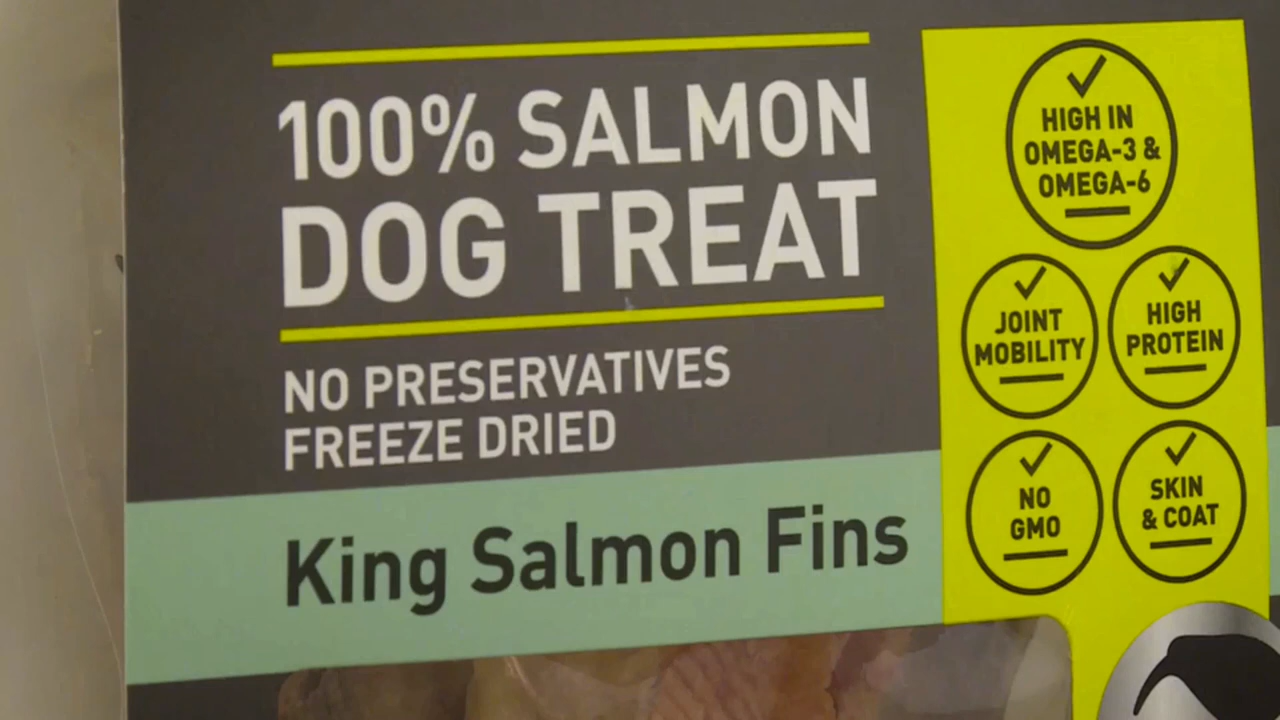 100% SALMON
DOG TREAT
NO PRESERVATIVES
FREEZE DRIED
King Salmon Fins
HIGH IN
OMEGA-3 &
OMEGA-6
JOINT
MOBILITY
HIGH
PROTEIN
NO
GMO
SKIN
& COAT